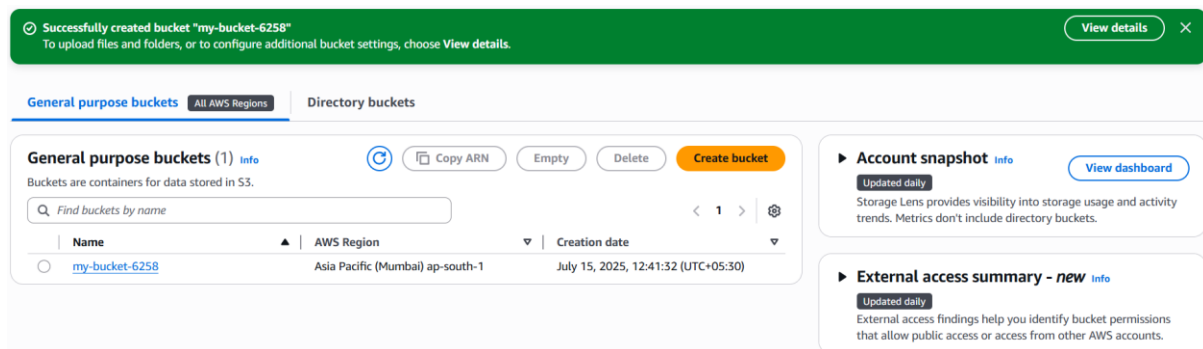 Successfully created bucket "my-bucket-6258"
To upload files and folders, or to configure additional bucket settings, choose View details.
View details
General purpose buckets All AWS Regions
Directory buckets
General purpose buckets (1) Info
Copy ARN
Empty
Delete
Create bucket
Buckets are containers for data stored in S3.
Find buckets by name
1
Name AWS Region Creation date
my-bucket-6258 Asia Pacific (Mumbai) ap-south-1 July 15, 2025, 12:41:32 (UTC+05:30)
Account snapshot Info
View dashboard
Updated daily
Storage Lens provides visibility into storage usage and activity
trends. Metrics don't include directory buckets.
External access summary - new Info
Updated daily
External access findings help you identify bucket permissions
that allow public access or access from other AWS accounts.